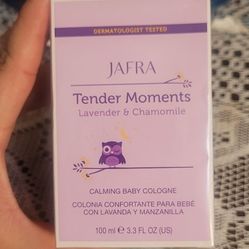 DERMATOLOGIST TESTED
JAFRA
Tender Moments
Lavender & Chamomile
CALMING BABY COLOGNE
COLONIA CONFORTANTE PARA BEBÉ
CON LAVANDA Y MANZANILLA
100 ml ℮ 3.3 FL OZ (US)